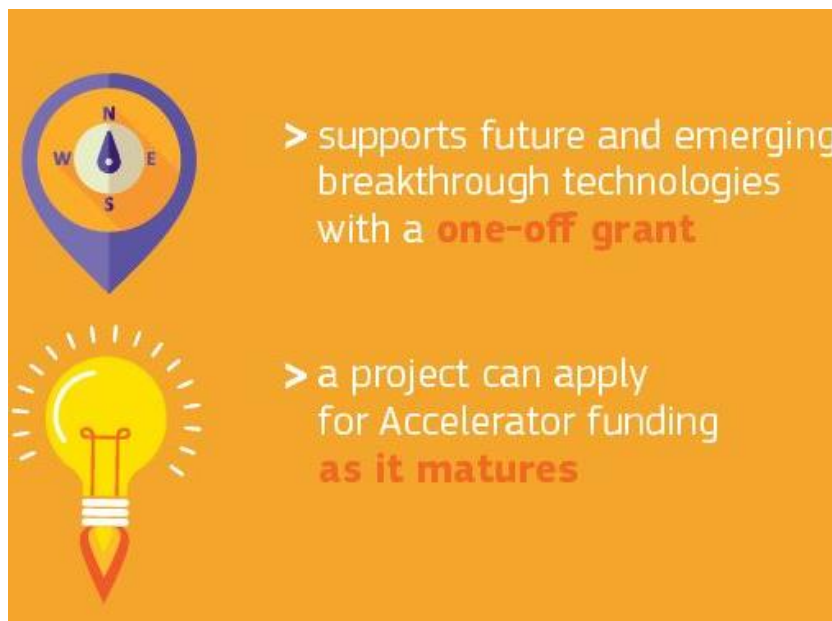 N
W E
S
> supports future and emerging
breakthrough technologies
with a one-off grant
> a project can apply
for Accelerator funding
as it matures